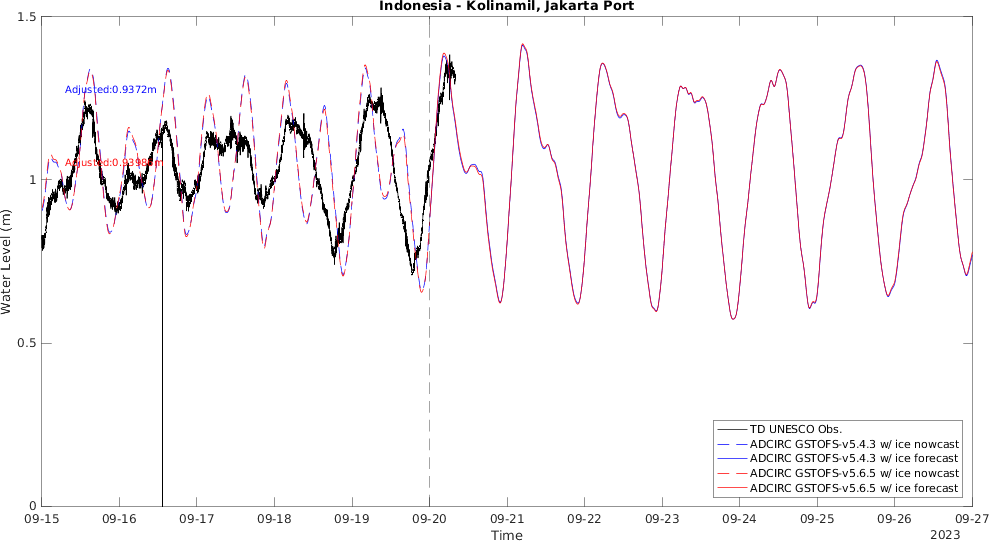 Indonesia - Kolinamil, Jakarta Port
1.5
Adjusted:0.9372m
Adjusted:0.9398m
1
Water Level (m)
0.5
TD UNESCO Obs.
ADCIRC GSTOFS-v5.4.3 w/ ice nowcast
ADCIRC GSTOFS-v5.4.3 w/ ice forecast
ADCIRC GSTOFS-v5.6.5 w/ ice nowcast
ADCIRC GSTOFS-v5.6.5 w/ ice forecast
0
09-15 09-16 09-17 09-18 09-19 09-20 09-21 09-22 09-23 09-24 09-25 09-26 09-27
Time
2023